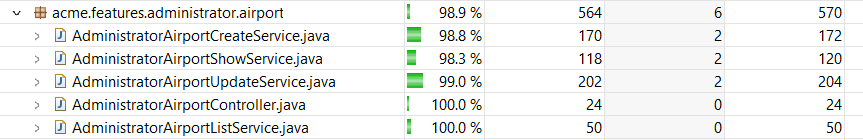 acme.features.administrator.airport 98.9 % 564 6 570
AdministratorAirportCreateService.java 98.8 % 170 2 172
AdministratorAirportShowService.java 98.3 % 118 2 120
AdministratorAirportUpdateService.java 99.0 % 202 2 204
AdministratorAirportController.java 100.0 % 24 0 24
AdministratorAirportListService.java 100.0 % 50 0 50